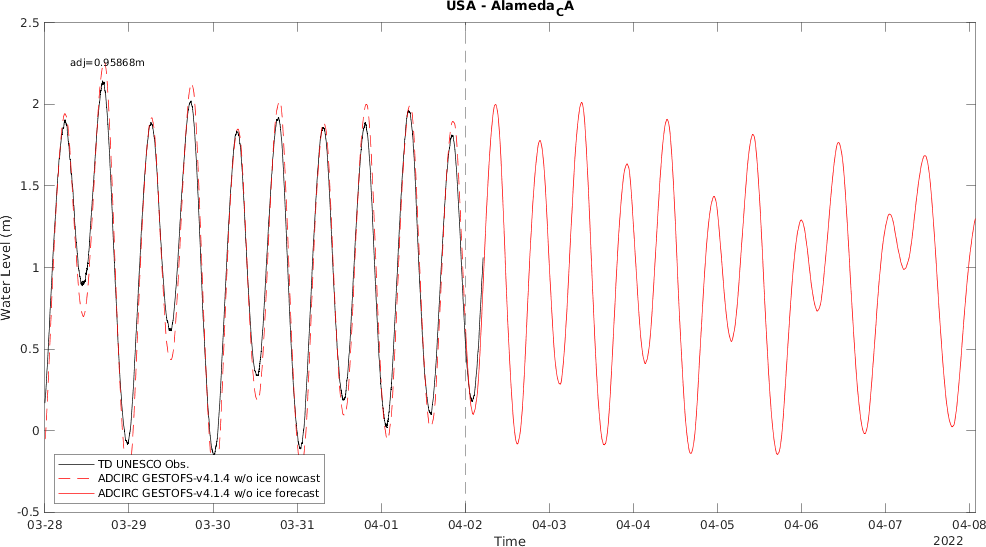 USA - Alameda_CA
2.5
adj=0.95868m
2
1.5
1
0.5
0
-0.5
Water Level (m)
TD UNESCO Obs.
ADCIRC GESTOFS-v4.1.4 w/o ice nowcast
ADCIRC GESTOFS-v4.1.4 w/o ice forecast
03-28 03-29 03-30 03-31 04-01 04-02 04-03 04-04 04-05 04-06 04-07 04-08
Time
2022